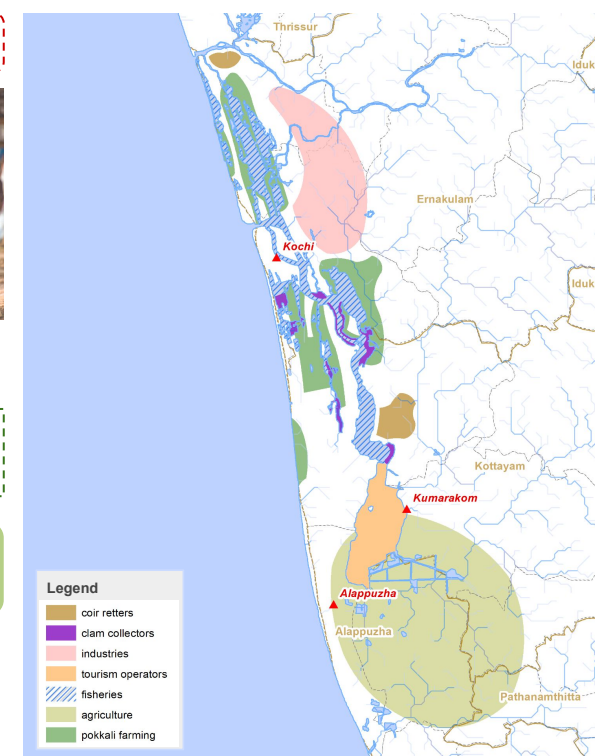 Thrissur
Iduk
Ernakulam
Kochi
Iduk
Kottayam
Kumarakom
Alappuzha
Alappuzha
Pathanamthitta
Legend
coir retters
clam collectors
industries
tourism operators
fisheries
agriculture
pokkali farming